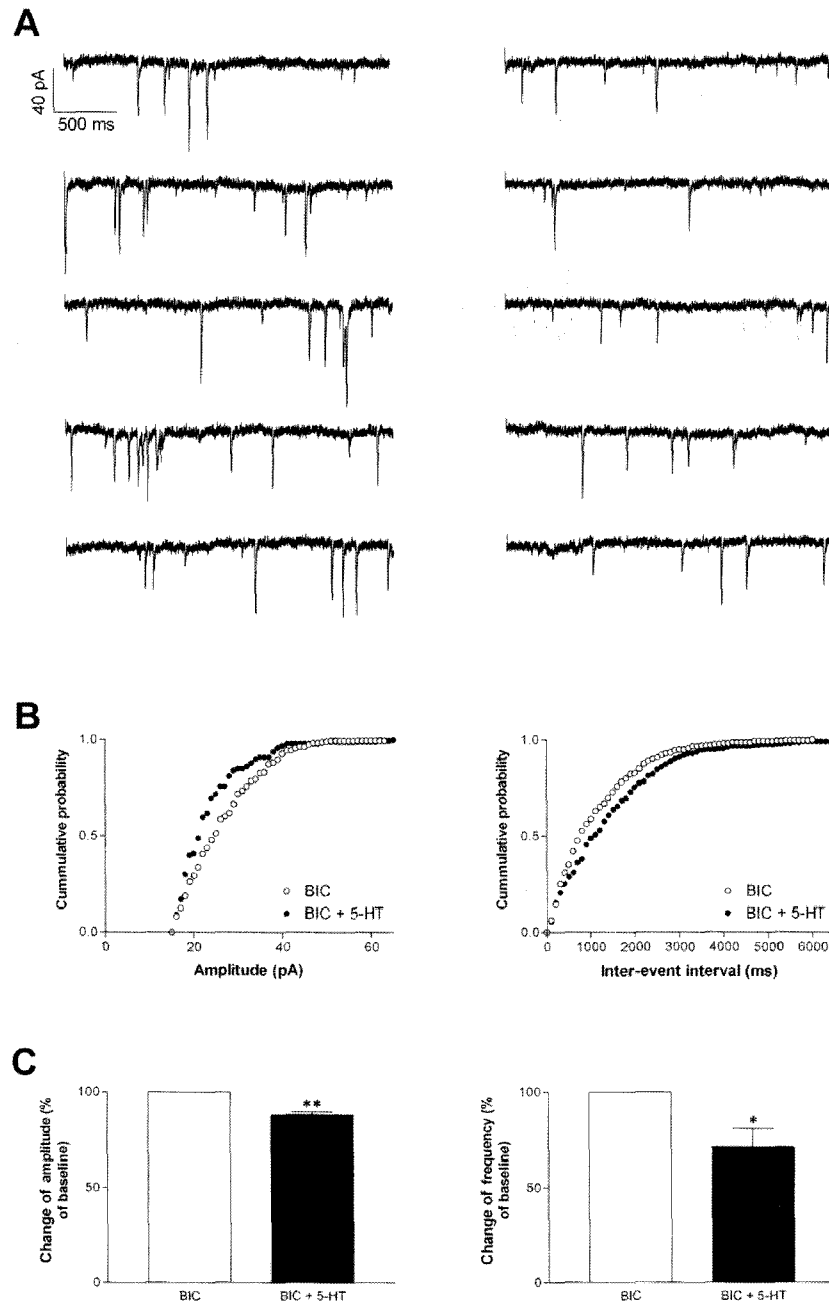 A
40 pA
500 ms
B
Cummulative probability
1.0
0.5
0.0
BIC
BIC + 5-HT
0
20
40
60
Amplitude (pA)
Cummulative probability
1.0
0.5
0.0
BIC
BIC + 5-HT
0
1000
2000
3000
4000
5000
6000
Inter-event interval (ms)
C
Change of amplitude (%
of baseline)
100
50
0
**
BIC
BIC + 5-HT
Change of frequency (%
of baseline)
100
50
0
*
BIC
BIC + 5-HT